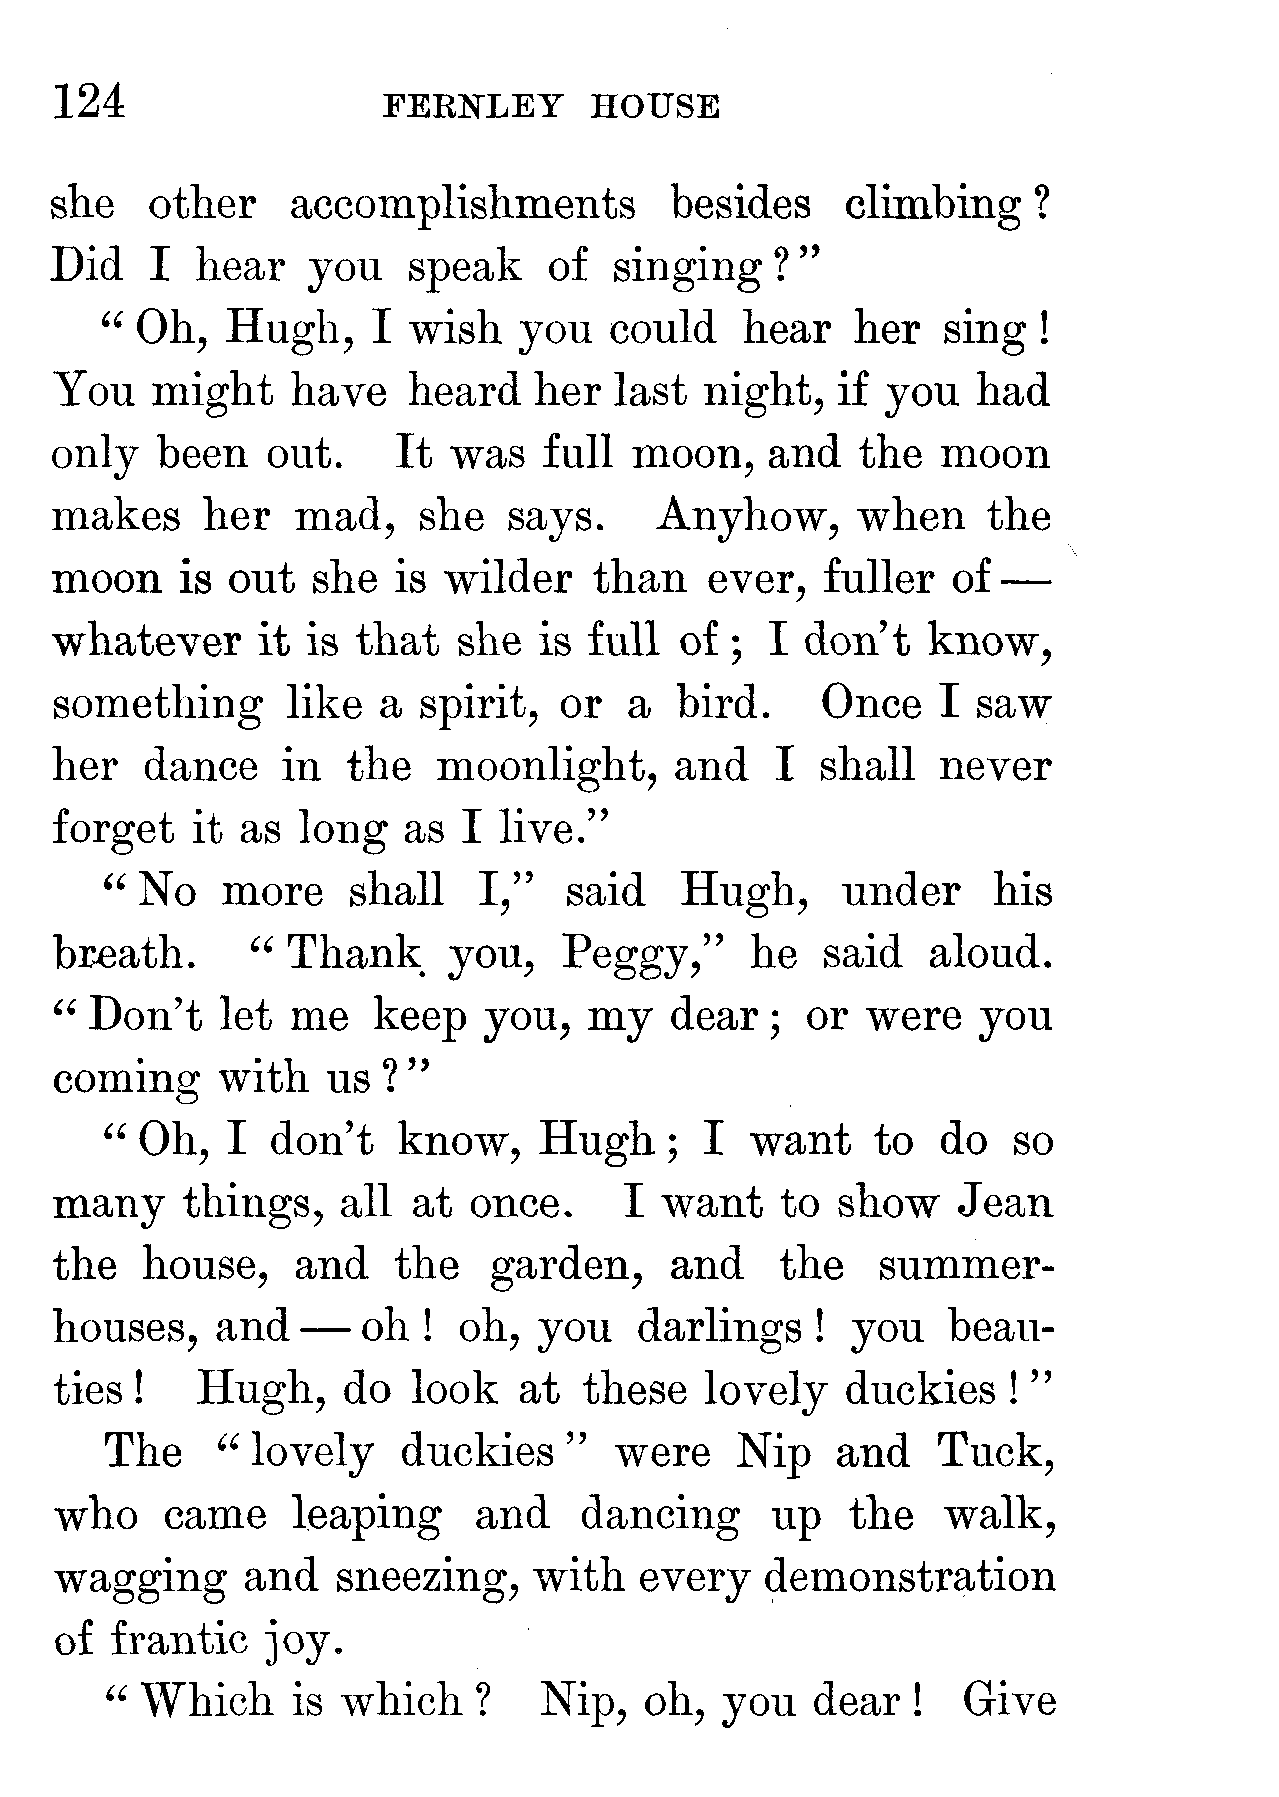 124 FERNLEY HOUSE
she other accomplishments besides climbing?
Did I hear you speak of singing?"
"Oh, Hugh, I wish you could hear her sing!
You might have heard her last night, if you had
only been out. It was full moon, and the moon
makes her mad, she says. Anyhow, when the
moon is out she is wilder than ever, fuller of —
whatever it is that she is full of; I don't know,
something like a spirit, or a bird. Once I saw
her dance in the moonlight, and I shall never
forget it as long as I live."
"No more shall I," said Hugh, under his
breath. "Thank you, Peggy," he said aloud.
"Don't let me keep you, my dear; or were you
coming with us?"
"Oh, I don't know, Hugh; I want to do so
many things, all at once. I want to show Jean
the house, and the garden, and the summer-
houses, and — oh! oh, you darlings! you beau-
ties! Hugh, do look at these lovely duckies!"
The "lovely duckies" were Nip and Tuck,
who came leaping and dancing up the walk,
wagging and sneezing, with every demonstration
of frantic joy.
"Which is which? Nip, oh, you dear! Give